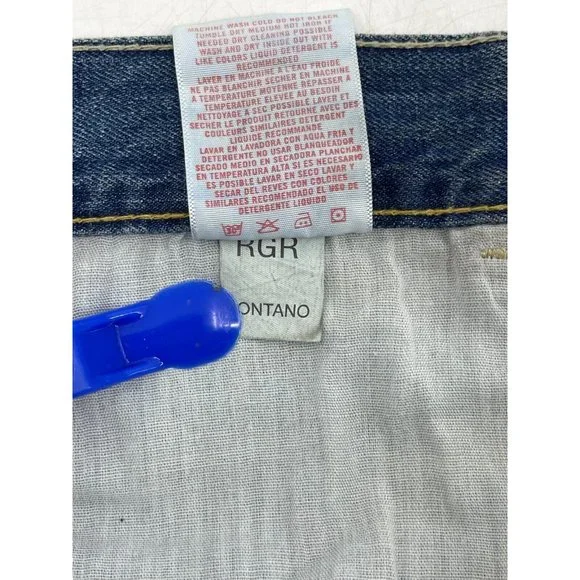 MACHINE WASH COLD DO NOT BLEACH
TUMBLE DRY MEDIUM HOT IRON IF
NEEDED DRY CLEANING POSSIBLE
WASH AND DRY INSIDE OUT WITH
LIKE COLORS LIQUID DETERGENT IS
RECOMMENDED
LAVER EN MACHINE A L'EAU FROIDE
NE PAS BLANCHIR SECHER EN MACHINE
A TEMPERATURE MOYENNE REPASSER A
TEMPERATURE ELEVEE AU BESOIN
NETTOYAGE A SEC POSSIBLE LAVER ET
SECHER LE PRODUIT RETOURNE AVEC DES
COULEURS SIMILAIRES DETERGENT
LIQUIDE RECOMMANDE
LAVAR EN LAVADORA CON AQUA FRIA Y
DETERGENTE NO USAR BLANQUEADOR
SECADO MEDIO EN SECADORA PLANCHAR
EN TEMPERATURA ALTA SI ES NECESARIO
Y ES POSIBLE LAVAR EN SECO LAVAR Y
SECAR DEL REVES CON COLORES
SIMILARES RECOMENDADO EL USO DE
DETERGENTE LIQUIDO
RGR
ONTANO